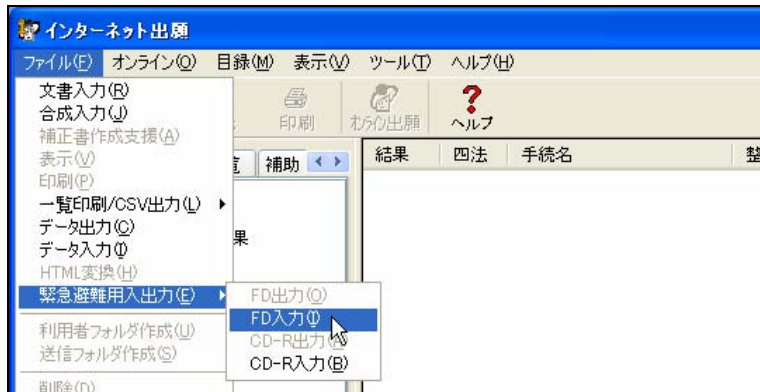 インターネット出願
ファイル(F) オンライン(O) 目録(M) 表示(V) ツール(T) ヘルプ(H)
文書入力(R)
合成入力(J)
補正書作成支援(A)
表示(V)
印刷(P)
一覧印刷/CSV出力(L)
データ出力(C)
データ入力(I)
HTML変換(H)
緊急避難用入出力(E)
利用者フォルダ作成(U)
送信フォルダ作成(S)
削除(D)
印刷 オンライン出願 ヘルプ
補助
果
結果 四法 手続名 整
FD出力(O)
FD入力(I)
CD-R出力
CD-R入力(B)